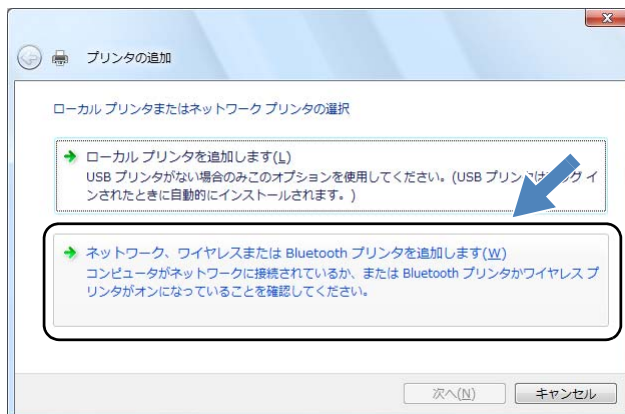 プリンタの追加
ローカル プリンタまたはネットワーク プリンタの選択
ローカル プリンタを追加します(L)
USB プリンタがない場合のみこのオプションを使用してください。(USB プリン グ イ
ンされたときに自動的にインストールされます。)
ネットワーク、ワイヤレスまたは Bluetooth プリンタを追加します(W)
コンピュータがネットワークに接続されているか、または Bluetooth プリンタかワイヤレス プ
リンタがオンになっていることを確認してください。
次へ(N) キャンセル